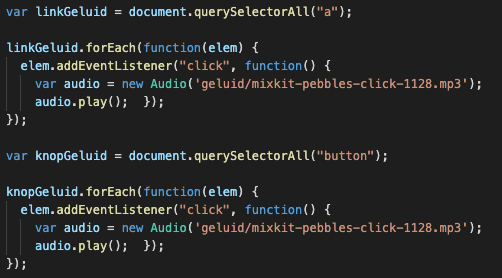 var linkGeluid = document.querySelectorAll("a");

linkGeluid.forEach(function(elem) {
  elem.addEventListener("click", function() {
    var audio = new Audio('geluid/mixkit-pebbles-click-1128.mp3');
    audio.play();  });
});

var knopGeluid = document.querySelectorAll("button");

knopGeluid.forEach(function(elem) {
  elem.addEventListener("click", function() {
    var audio = new Audio('geluid/mixkit-pebbles-click-1128.mp3');
    audio.play();  });
});